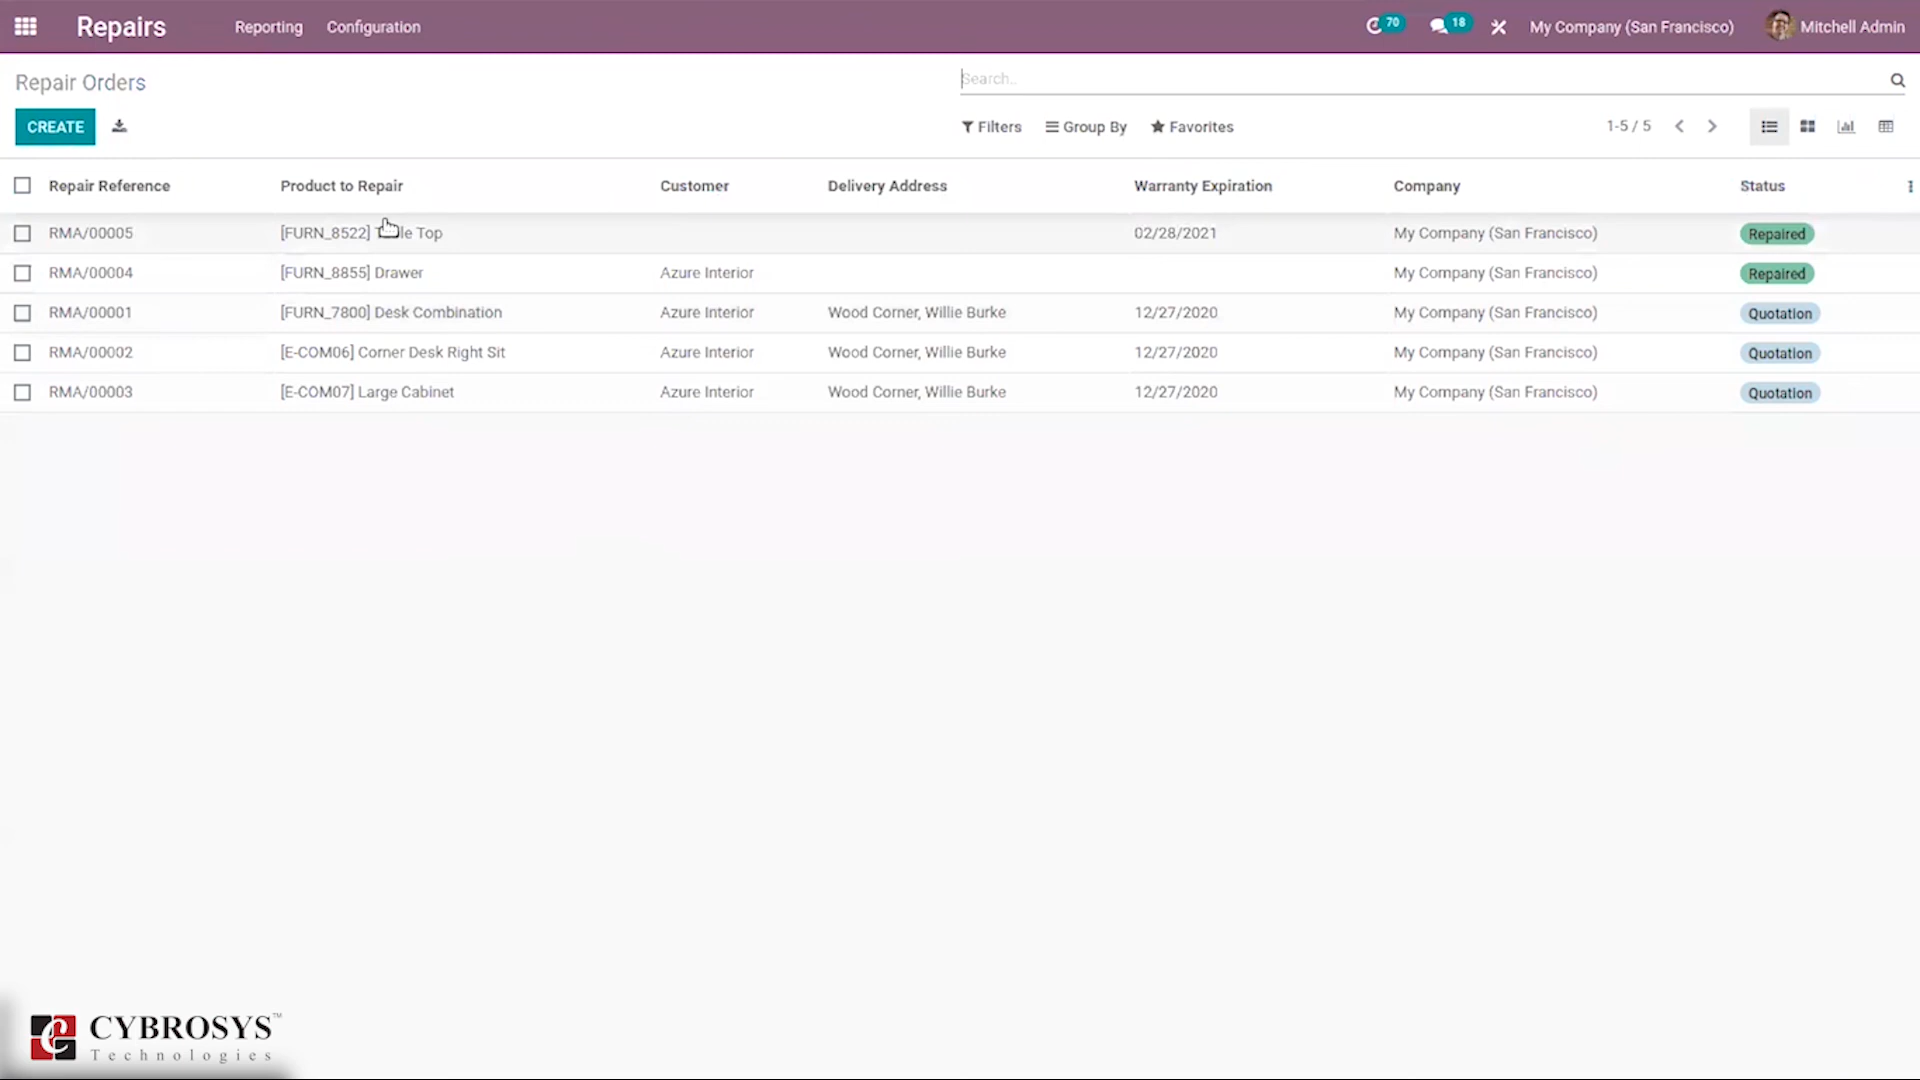 Repairs Reporting Configuration 70 18 My Company (San Francisco) Mitchell Admin
Repair Orders Search...
CREATE Filters Group By Favorites 1-5 / 5
Repair Reference Product to Repair Customer Delivery Address Warranty Expiration Company Status
RMA/00005 [FURN_8522] Top 02/28/2021 My Company (San Francisco) Repaired
RMA/00004 [FURN_8855] Drawer Azure Interior My Company (San Francisco) Repaired
RMA/00001 [FURN_7800] Desk Combination Azure Interior Wood Corner, Willie Burke 12/27/2020 My Company (San Francisco) Quotation
RMA/00002 [E-COM06] Corner Desk Right Sit Azure Interior Wood Corner, Willie Burke 12/27/2020 My Company (San Francisco) Quotation
RMA/00003 [E-COM07] Large Cabinet Azure Interior Wood Corner, Willie Burke 12/27/2020 My Company (San Francisco) Quotation
CYBROSYS™
Technologies